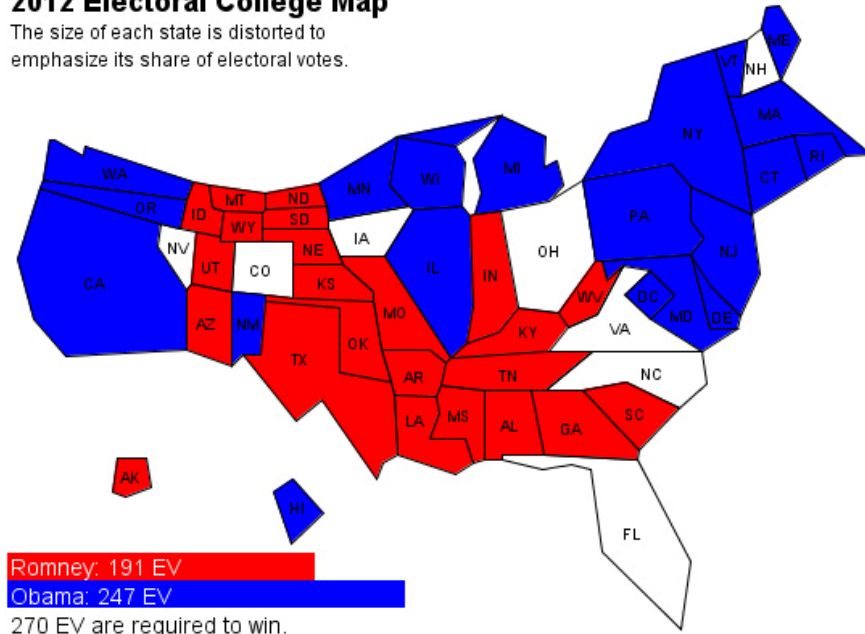 2012 Electoral College Map
The size of each state is distorted to
emphasize its share of electoral votes.
ME
VT
NH
MA
NY
RI
CT
WA
MT
ND
MN
WI
MI
OR
ID
SD
PA
WY
IA
NV
NE
OH
NJ
UT
CO
IL
IN
CA
KS
WV
DC
MD
DE
MO
AZ
NM
KY
VA
OK
TX
AR
TN
NC
LA
MS
AL
GA
SC
AK
HI
FL
Romney: 191 EV
Obama: 247 EV
270 EV are required to win.